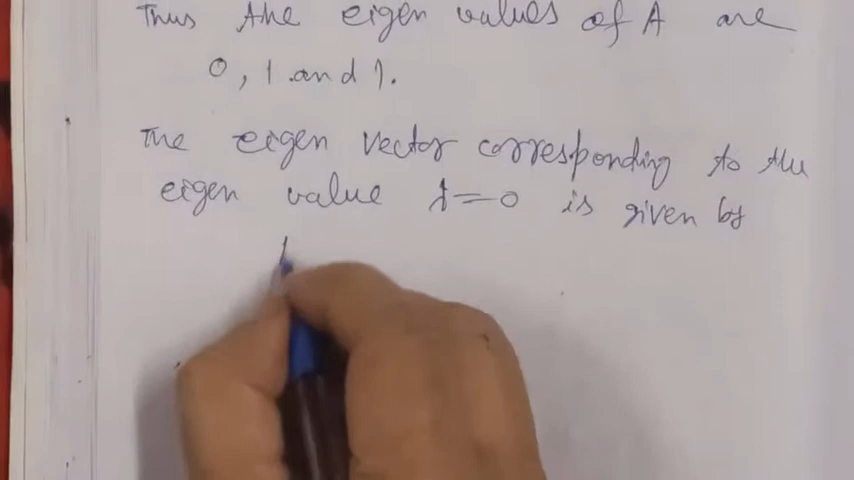 Thus the eigen values of A are
0, 1 and 1.
The eigen vector corresponding to the
eigen value λ=0 is given by